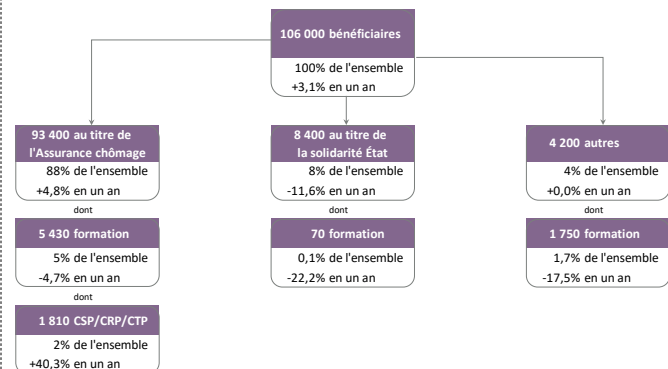 106 000 bénéficiaires
100% de l'ensemble
+3,1% en un an
93 400 au titre de
l'Assurance chômage
88% de l'ensemble
+4,8% en un an
dont
5 430 formation
5% de l'ensemble
-4,7% en un an
dont
1 810 CSP/CRP/CTP
2% de l'ensemble
+40,3% en un an
8 400 au titre de
la solidarité État
8% de l'ensemble
-11,6% en un an
dont
70 formation
0,1% de l'ensemble
-22,2% en un an
4 200 autres
4% de l'ensemble
+0,0% en un an
dont
1 750 formation
1,7% de l'ensemble
-17,5% en un an